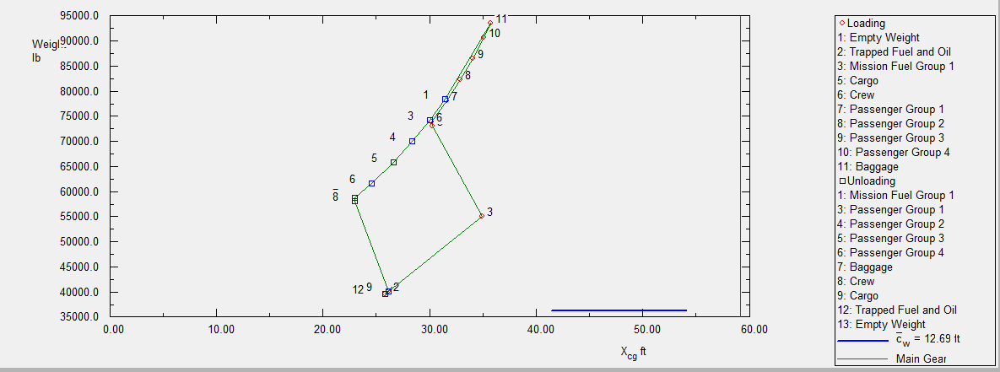 95000.0
90000.0
85000.0
80000.0
75000.0
70000.0
65000.0
60000.0
55000.0
50000.0
45000.0
40000.0
35000.0
lb
0.00
10.00
20.00
30.00
40.00
50.00
60.00
Xcg ft
11
10
9
8
7
1
6
3
4
5
6
8
3
12 9
2
Loading
1: Empty Weight
2: Trapped Fuel and Oil
3: Mission Fuel Group 1
5: Cargo
6: Crew
7: Passenger Group 1
8: Passenger Group 2
9: Passenger Group 3
10: Passenger Group 4
11: Baggage
Unloading
1: Mission Fuel Group 1
3: Passenger Group 1
4: Passenger Group 2
5: Passenger Group 3
6: Passenger Group 4
7: Baggage
8: Crew
9: Cargo
12: Trapped Fuel and Oil
13: Empty Weight
c̄w = 12.69 ft
Main Gear